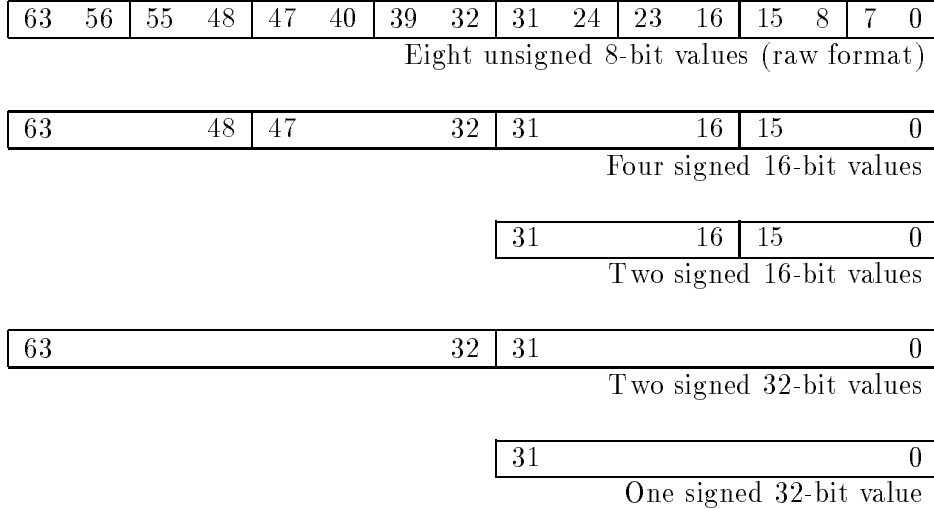 63 56 55 48 47 40 39 32 31 24 23 16 15 8 7 0
Eight unsigned 8-bit values (raw format)
63 48 47 32 31 16 15 0
Four signed 16-bit values
31 16 15 0
Two signed 16-bit values
63 32 31 0
Two signed 32-bit values
31 0
One signed 32-bit value